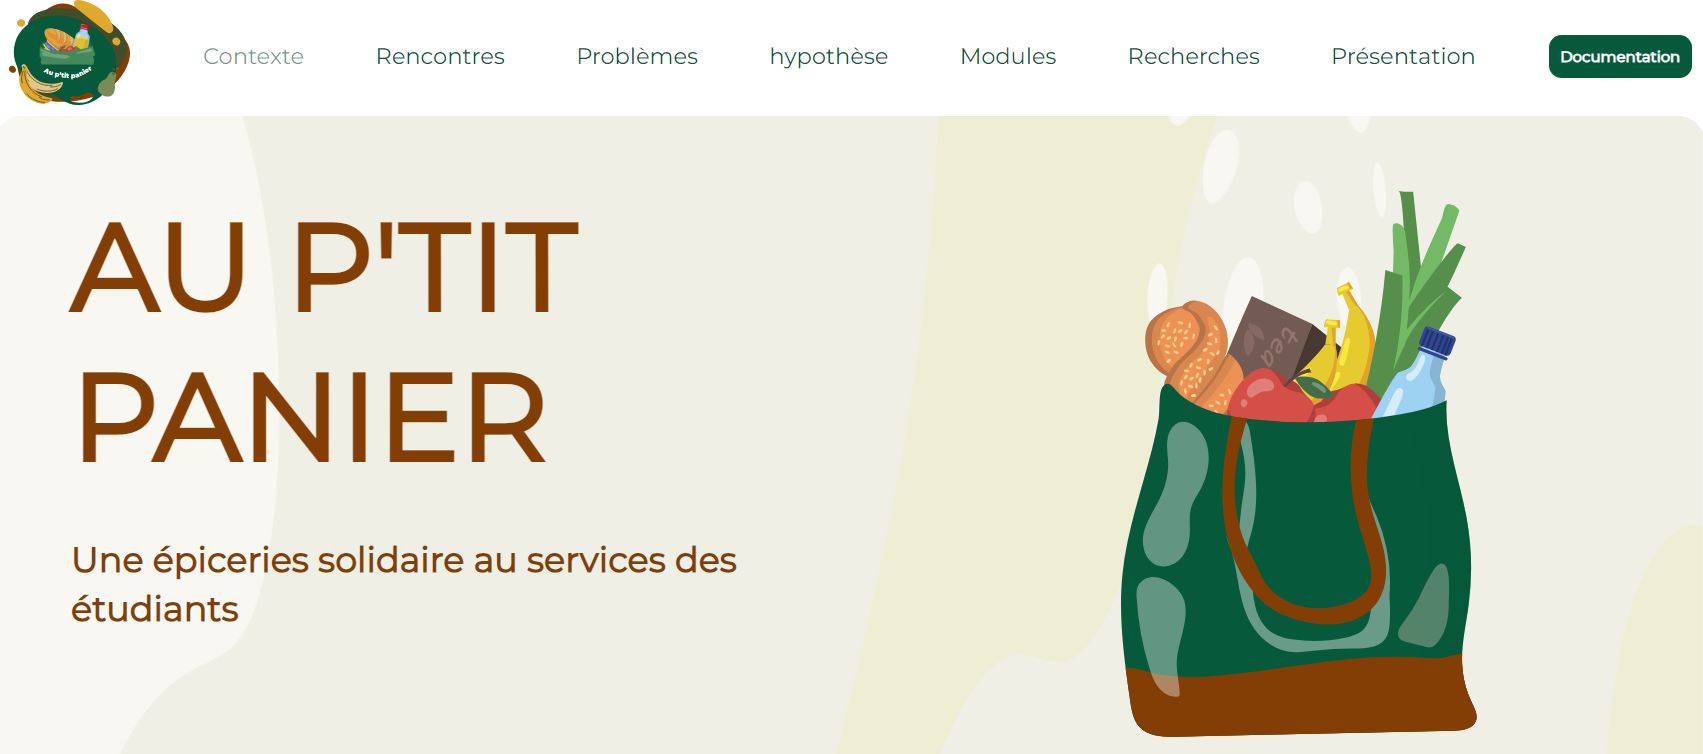 Au p'tit panier
Contexte Rencontres Problèmes hypothèse Modules Recherches Présentation Documentation
AU P'TIT
PANIER
tea
Une épiceries solidaire au services des
étudiants